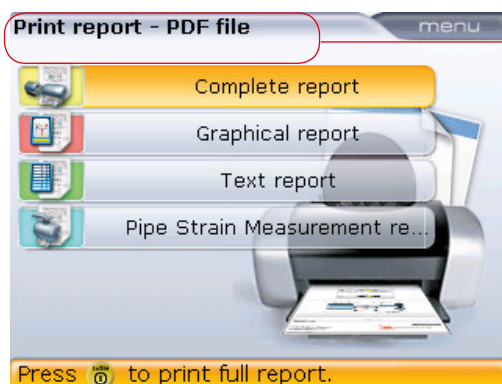 Print report - PDF file
menu
Complete report
Graphical report
Text report
Pipe Strain Measurement re...
Press to print full report.